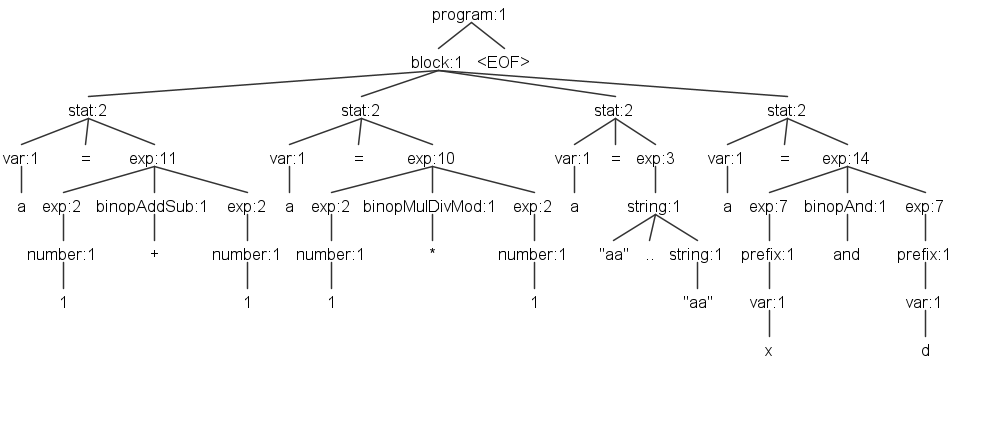 program:1
block:1 <EOF>
stat:2 stat:2 stat:2 stat:2
var:1 = exp:11 var:1 = exp:10 var:1 = exp:3 var:1 = exp:14
a exp:2 binopAddSub:1 exp:2 a exp:2 binopMulDivMod:1 exp:2 a string:1 a exp:7 binopAnd:1 exp:7
number:1 + number:1 number:1 * number:1 "aa" .. string:1 prefix:1 and prefix:1
1 1 1 1 "aa" var:1 var:1
x d